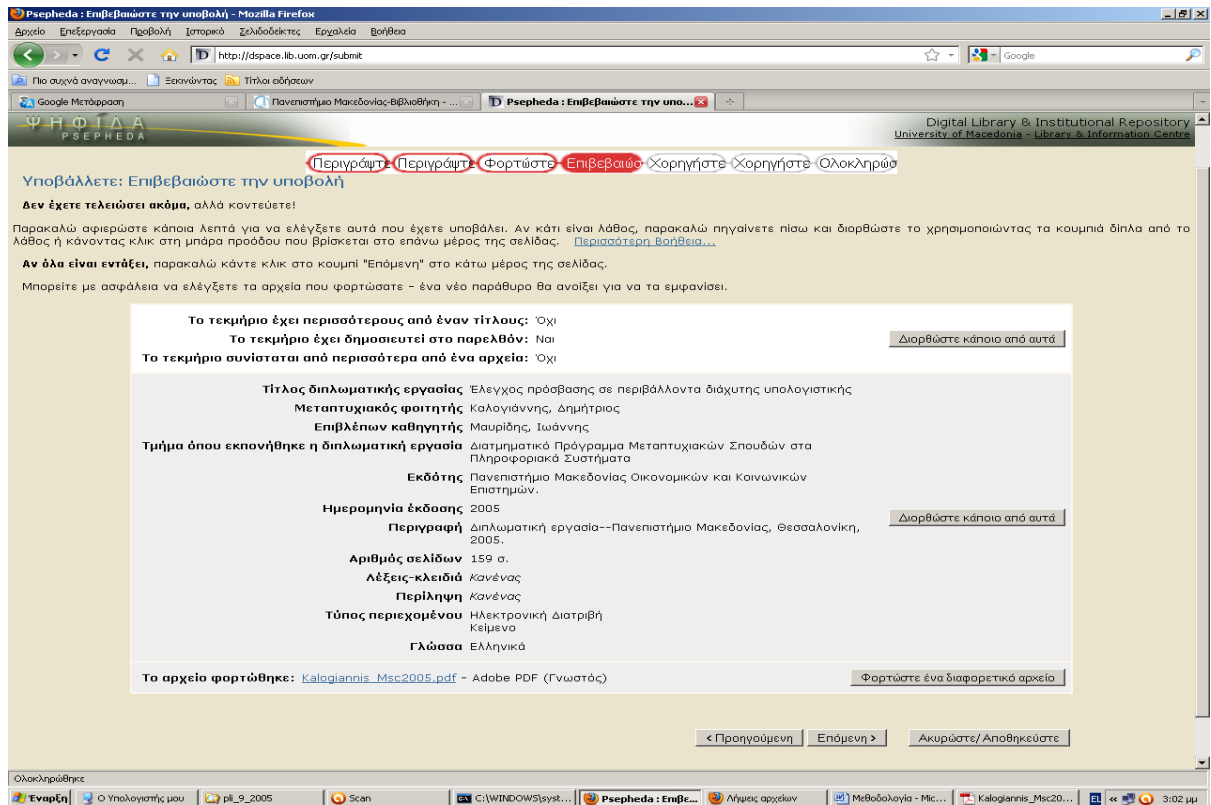 Psepheda : Επιβεβαιώστε την υποβολή - Mozilla Firefox
Αρχείο Επεξεργασία Προβολή Ιστορικό Σελιδοδείκτες Εργαλεία Βοήθεια
http://dspace.lib.uom.gr/submit Google
Πιο συχνά αναγνωσμ... Ξεκινώντας Τίτλοι ειδήσεων
Google Μετάφραση Πανεπιστήμιο Μακεδονίας-Βιβλιοθήκη - ... Psepheda : Επιβεβαιώστε την υπο...
ΨΗΦΙΔΑ Digital Library & Institutional Repository
PSEPHEDA University of Macedonia - Library & Information Centre
Περιγράψτε Περιγράψτε Φορτώστε Επιβεβαιώσ Χορηγήστε Χορηγήστε Ολοκληρώσ
Υποβάλλετε: Επιβεβαιώστε την υποβολή
Δεν έχετε τελειώσει ακόμα, αλλά κοντεύετε!
Παρακαλώ αφιερώστε κάποια λεπτά για να ελέγξετε αυτά που έχετε υποβάλει. Αν κάτι είναι λάθος, παρακαλώ πηγαίνετε πίσω και διορθώστε το χρησιμοποιώντας τα κουμπιά δίπλα από το
λάθος ή κάνοντας κλικ στη μπάρα προόδου που βρίσκεται στο επάνω μέρος της σελίδας. Περισσότερη Βοήθεια...
Αν όλα είναι εντάξει, παρακαλώ κάντε κλικ στο κουμπί "Επόμενη" στο κάτω μέρος της σελίδας.
Μπορείτε με ασφάλεια να ελέγξετε τα αρχεία που φορτώσατε - ένα νέο παράθυρο θα ανοίξει για να τα εμφανίσει.
Το τεκμήριο έχει περισσότερους από έναν τίτλους: Όχι
Το τεκμήριο έχει δημοσιευτεί στο παρελθόν: Ναι Διορθώστε κάποιο από αυτά
Το τεκμήριο συνίσταται από περισσότερα από ένα αρχεία: Όχι
Τίτλος διπλωματικής εργασίας Έλεγχος πρόσβασης σε περιβάλλοντα διάχυτης υπολογιστικής
Μεταπτυχιακός φοιτητής Καλογιάννης, Δημήτριος
Επιβλέπων καθηγητής Μαυρίδης, Ιωάννης
Τμήμα όπου εκπονήθηκε η διπλωματική εργασία Διατμηματικό Πρόγραμμα Μεταπτυχιακών Σπουδών στα
Πληροφοριακά Συστήματα
Εκδότης Πανεπιστήμιο Μακεδονίας Οικονομικών και Κοινωνικών
Επιστημών.
Ημερομηνία έκδοσης 2005
Διορθώστε κάποιο από αυτά
Περιγραφή Διπλωματική εργασία--Πανεπιστήμιο Μακεδονίας, Θεσσαλονίκη,
2005.
Αριθμός σελίδων 159 σ.
Λέξεις-κλειδιά Κανένας
Περίληψη Κανένας
Τύπος περιεχομένου Ηλεκτρονική Διατριβή
Κείμενο
Γλώσσα Ελληνικά
Το αρχείο φορτώθηκε: Kalogiannis_Msc2005.pdf - Adobe PDF (Γνωστός) Φορτώστε ένα διαφορετικό αρχείο
< Προηγούμενη Επόμενη > Ακυρώστε/Αποθηκεύστε
Ολοκληρώθηκε
Έναρξη Ο Υπολογιστής μου pli_9_2005 Scan C:\WINDOWS\syst... Psepheda : Επιβε... Λήψεις αρχείων Μεθοδολογία - Mic... Kalogiannis_Msc20... EL « 3:02 μμ